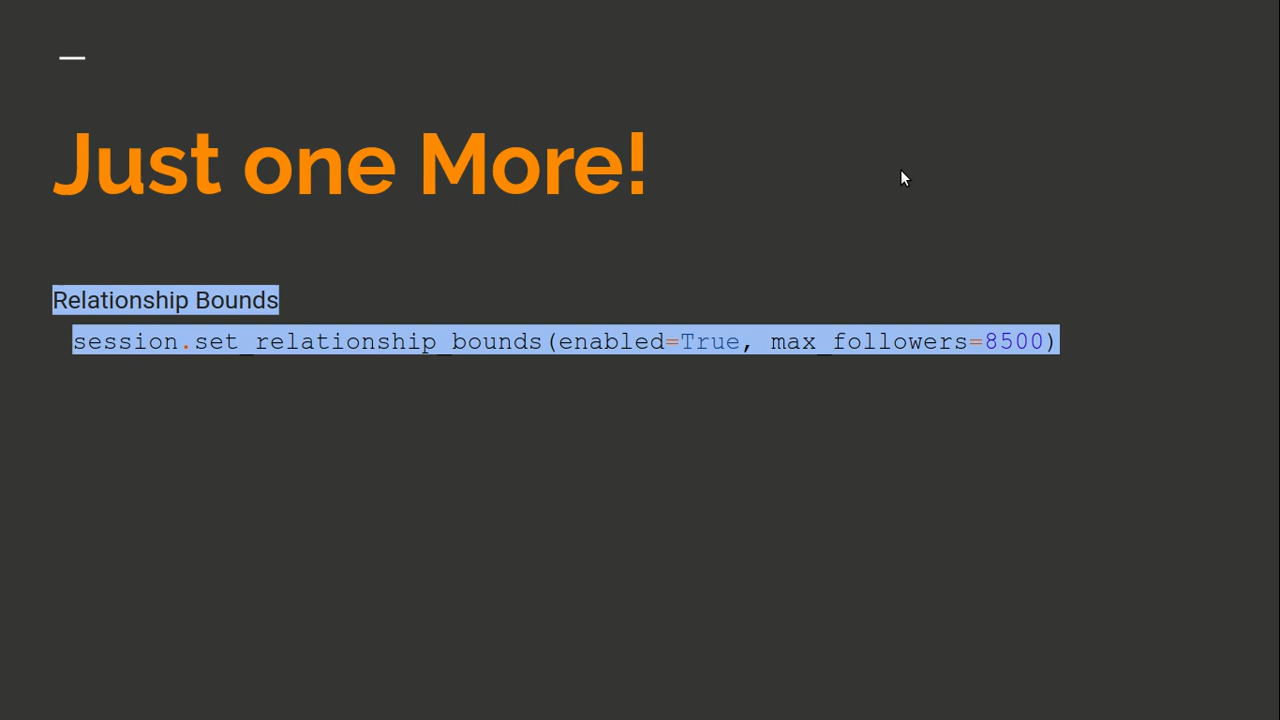 Just one More!
Relationship Bounds
session.set_relationship_bounds(enabled=True, max_followers=8500)